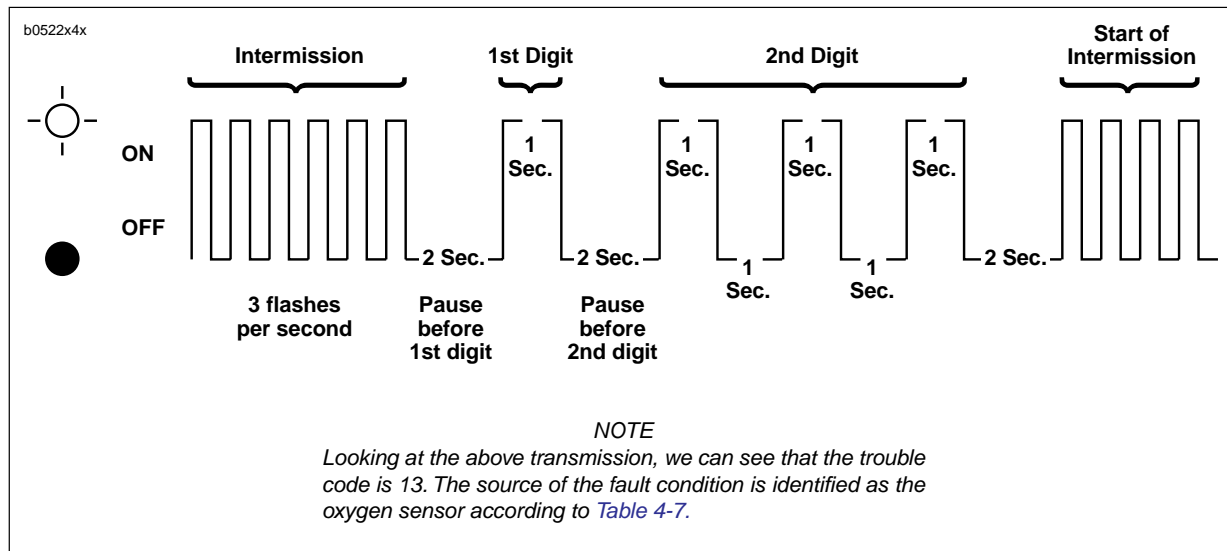 b0522x4x
Intermission
1st Digit
2nd Digit
Start of
Intermission
ON
OFF
1
Sec.
1
Sec.
1
Sec.
1
Sec.
2 Sec.
2 Sec.
1
Sec.
1
Sec.
2 Sec.
3 flashes
per second
Pause
before
1st digit
Pause
before
2nd digit
NOTE
Looking at the above transmission, we can see that the trouble
code is 13. The source of the fault condition is identified as the
oxygen sensor according to Table 4-7.